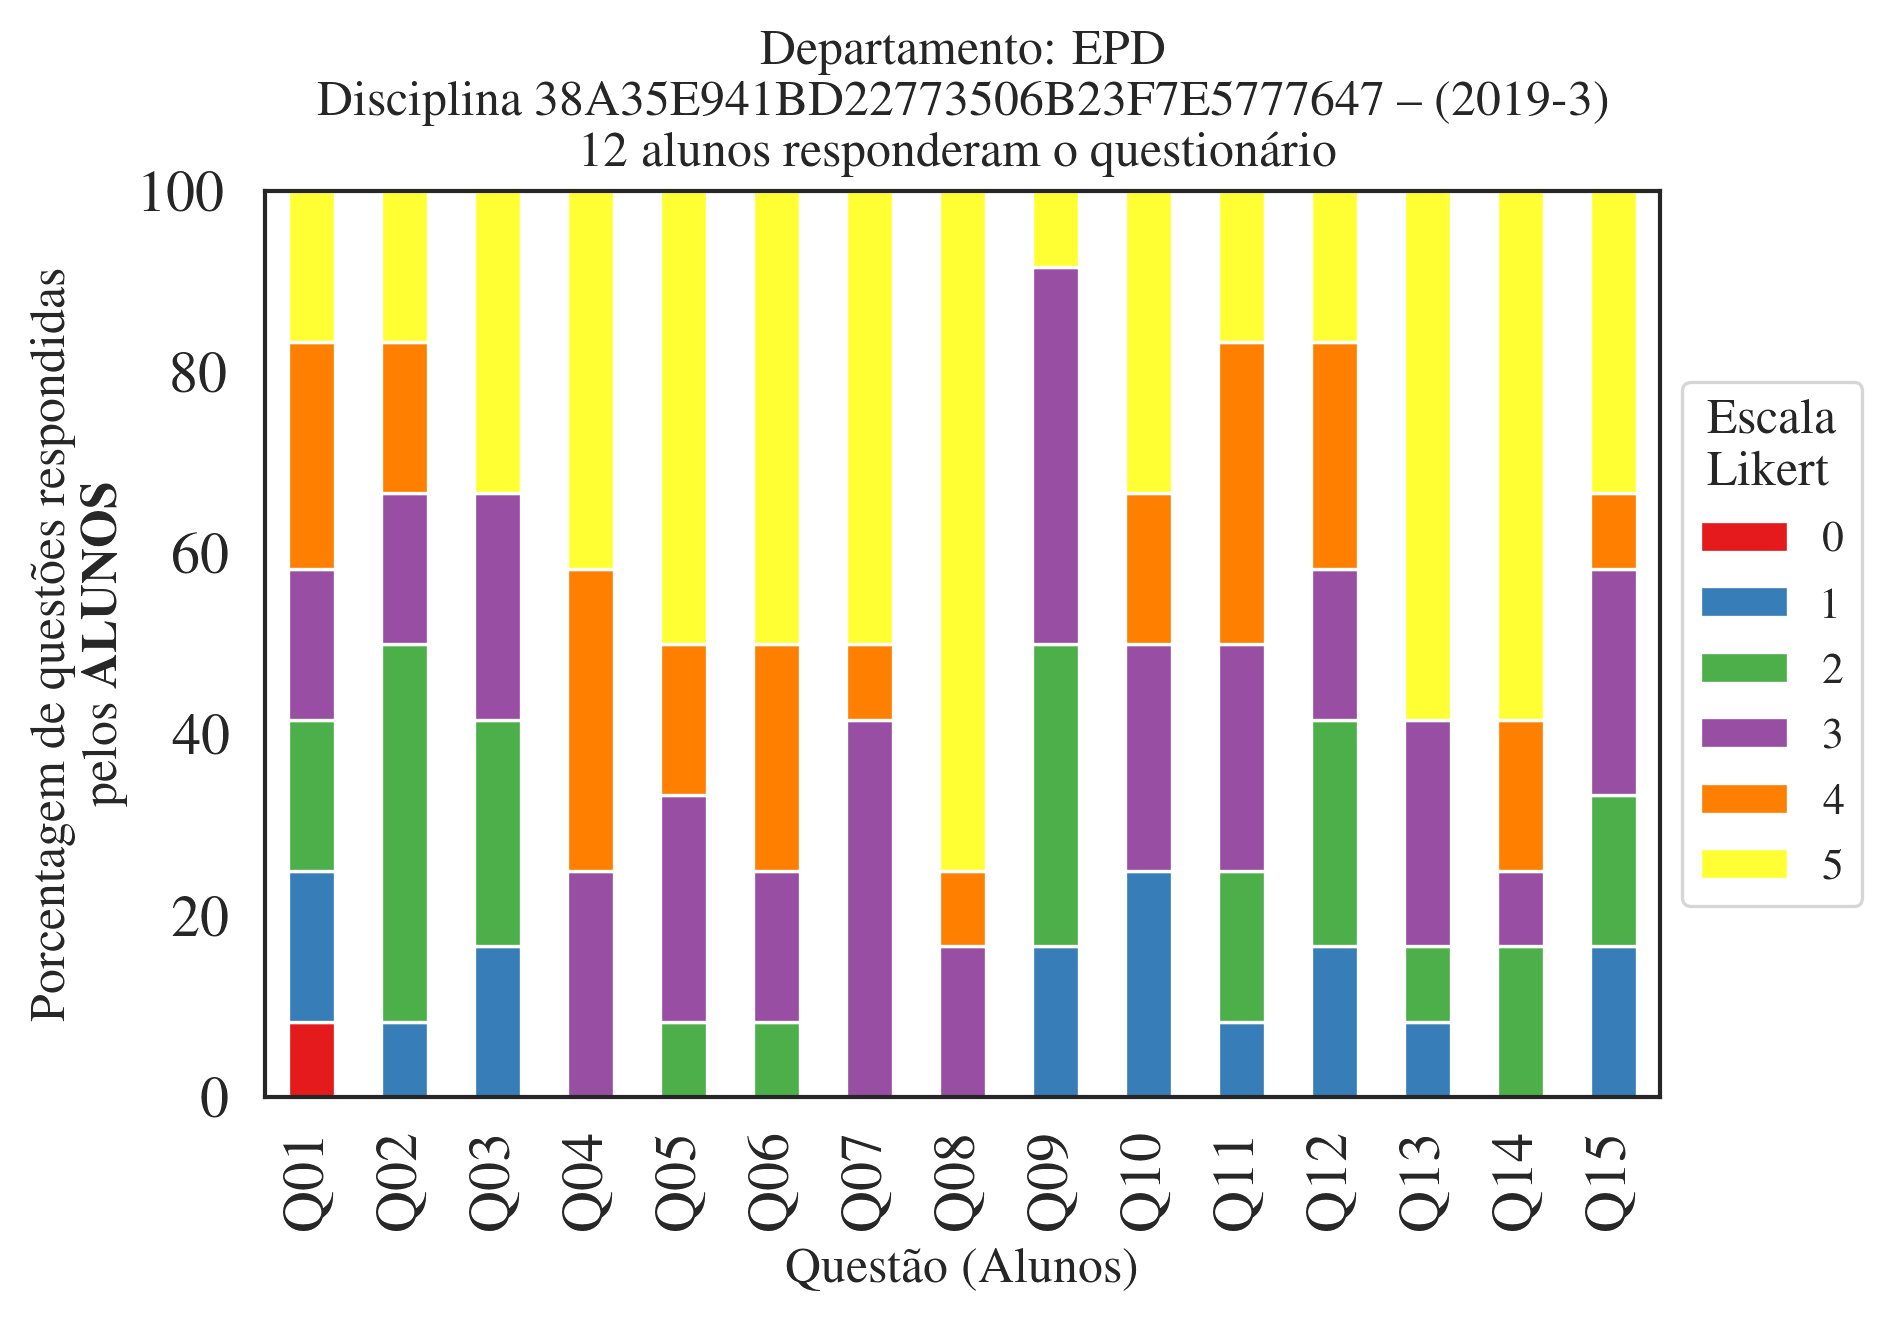 Departamento: EPD
Disciplina 38A35E941BD22773506B23F7E5777647 – (2019-3)
12 alunos responderam o questionário
Porcentagem de questões respondidas
pelos ALUNOS
100
80
60
40
20
0
Q01
Q02
Q03
Q04
Q05
Q06
Q07
Q08
Q09
Q10
Q11
Q12
Q13
Q14
Q15
Questão (Alunos)
Escala
Likert
0
1
2
3
4
5